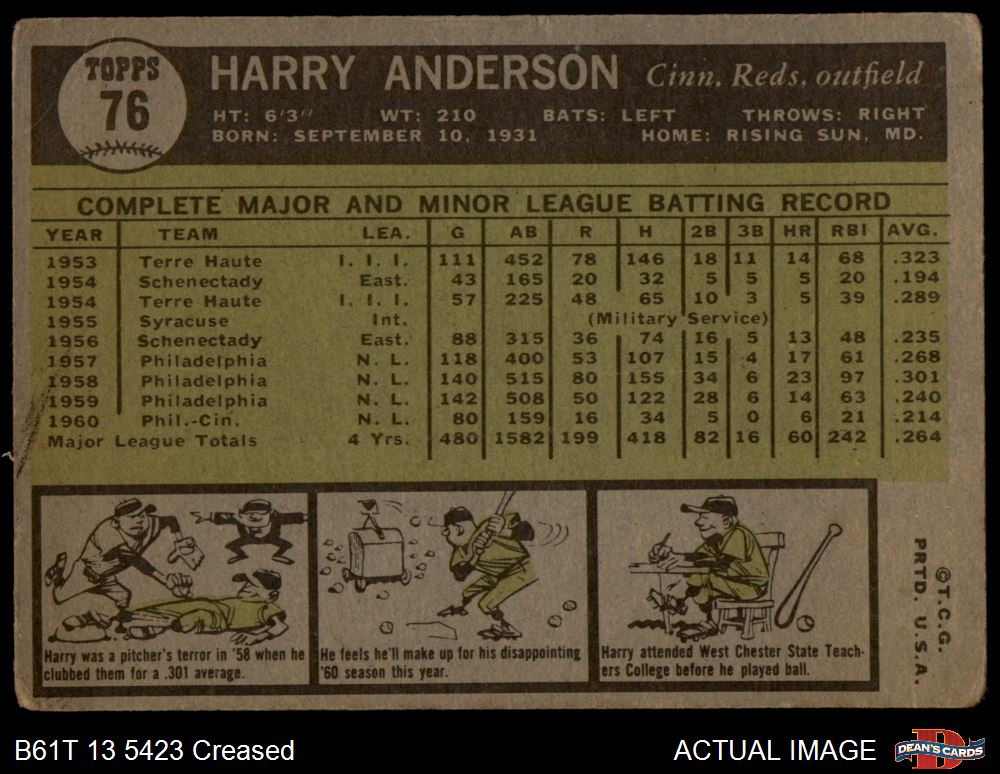 TOPPS
76
HARRY ANDERSON Cinn. Reds, outfield
HT: 6'3" WT: 210 BATS: LEFT THROWS: RIGHT
BORN: SEPTEMBER 10, 1931 HOME: RISING SUN, MD.
COMPLETE MAJOR AND MINOR LEAGUE BATTING RECORD
YEAR TEAM LEA. G AB R H 2B 3B HR RBI AVG.
1953 Terre Haute I. I. I. 111 452 78 146 18 11 14 68 .323
1954 Schenectady East. 43 165 20 32 5 5 5 20 .194
1954 Terre Haute I. I. I. 57 225 48 65 10 3 5 39 .289
1955 Syracuse Int. (Military Service)
1956 Schenectady East. 88 315 36 74 16 5 13 48 .235
1957 Philadelphia N. L. 118 400 53 107 15 4 17 61 .268
1958 Philadelphia N. L. 140 515 80 155 34 6 23 97 .301
1959 Philadelphia N. L. 142 508 50 122 28 6 14 63 .240
1960 Phil.-Cin. N. L. 80 159 16 34 5 0 6 21 .214
Major League Totals 4 Yrs. 480 1582 199 418 82 16 60 242 .264
Harry was a pitcher's terror in '58 when he
clubbed them for a .301 average.
He feels he'll make up for his disappointing
'60 season this year.
Harry attended West Chester State Teach-
ers College before he played ball.
©T.C.G.
PRTD. U.S.A.
B61T 13 5423 Creased
ACTUAL IMAGE
D
DEAN'S CARDS